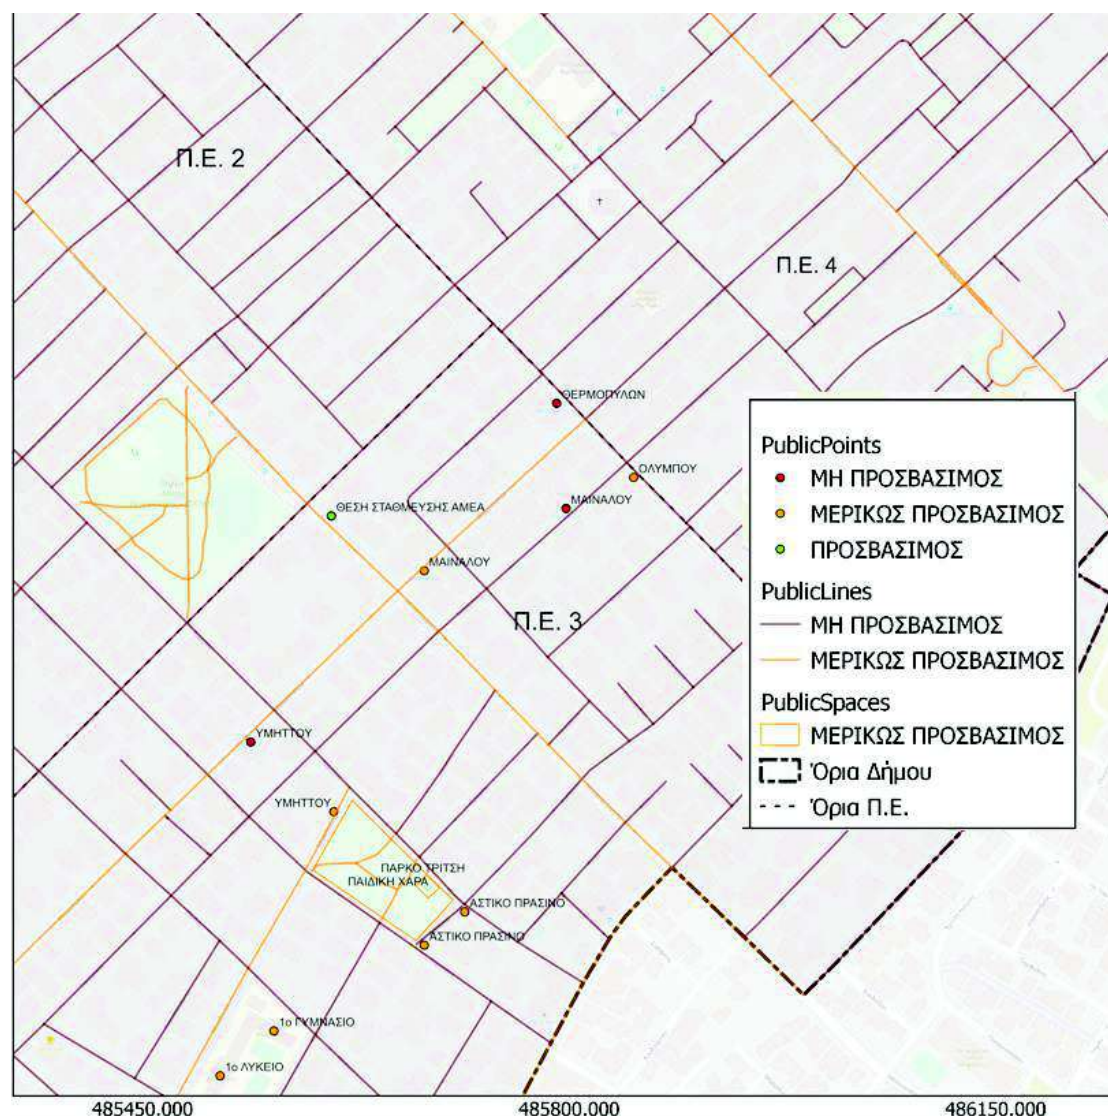 Π.Ε. 2
Π.Ε. 4
ΘΕΡΜΟΠΥΛΩΝ
ΟΛΥΜΠΟΥ
ΜΑΙΝΑΛΟΥ
ΘΕΣΗ ΣΤΑΘΜΕΥΣΗΣ ΑΜΕΑ
ΜΑΙΝΑΛΟΥ
Π.Ε. 3
ΥΜΗΤΤΟΥ
ΥΜΗΤΤΟΥ
ΠΑΡΚΟ ΤΡΙΤΣΗ
ΠΑΙΔΙΚΗ ΧΑΡΑ
ΑΣΤΙΚΟ ΠΡΑΣΙΝΟ
ΑΣΤΙΚΟ ΠΡΑΣΙΝΟ
1ο ΓΥΜΝΑΣΙΟ
1ο ΛΥΚΕΙΟ
PublicPoints
ΜΗ ΠΡΟΣΒΑΣΙΜΟΣ
ΜΕΡΙΚΩΣ ΠΡΟΣΒΑΣΙΜΟΣ
ΠΡΟΣΒΑΣΙΜΟΣ
PublicLines
ΜΗ ΠΡΟΣΒΑΣΙΜΟΣ
ΜΕΡΙΚΩΣ ΠΡΟΣΒΑΣΙΜΟΣ
PublicSpaces
ΜΕΡΙΚΩΣ ΠΡΟΣΒΑΣΙΜΟΣ
Όρια Δήμου
Όρια Π.Ε.
485450.000
485800.000
486150.000